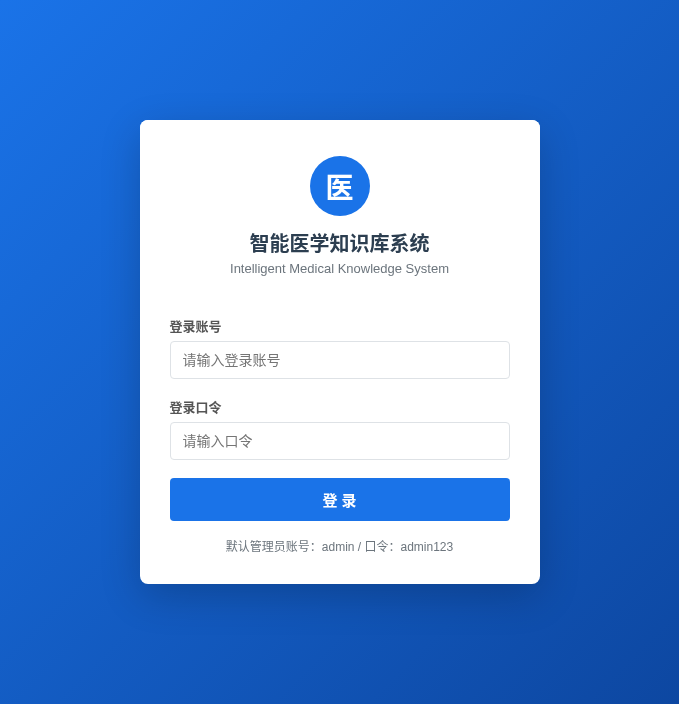 医
智能医学知识库系统
Intelligent Medical Knowledge System
登录账号
请输入登录账号
登录口令
请输入口令
登 录
默认管理员账号：admin / 口令：admin123